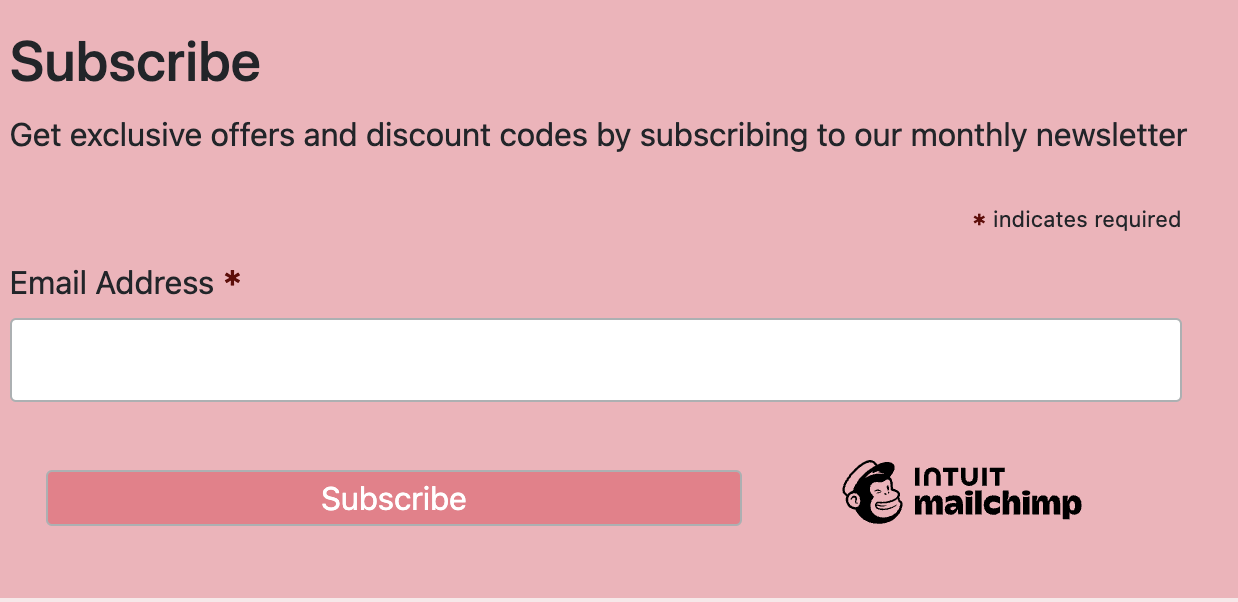 Subscribe
Get exclusive offers and discount codes by subscribing to our monthly newsletter
* indicates required
Email Address *
Subscribe
INTUIT
mailchimp